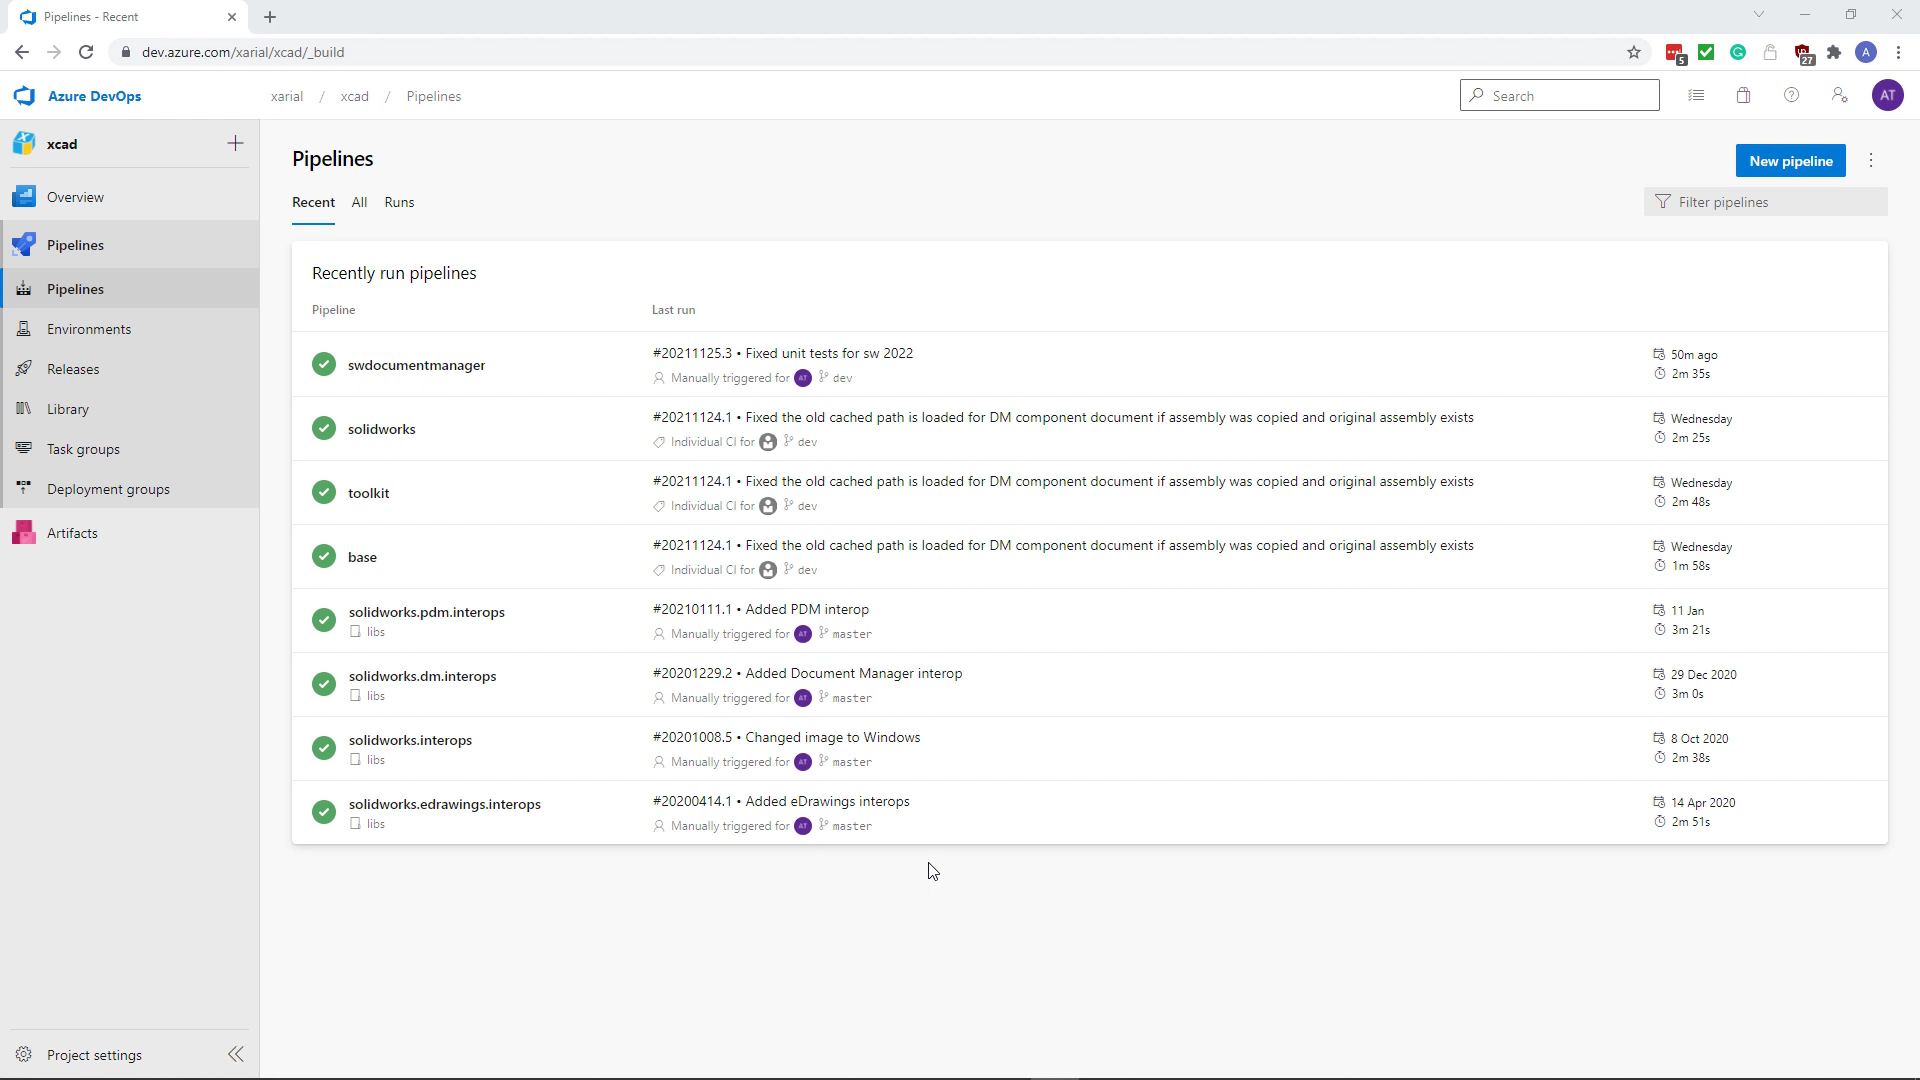 Pipelines - Recent
dev.azure.com/xarial/xcad/_build
5
27
A
Azure DevOps
xarial / xcad / Pipelines
Search
AT
xcad
Overview
Pipelines
Pipelines
Environments
Releases
Library
Task groups
Deployment groups
Artifacts
Project settings
Pipelines
New pipeline
Recent All Runs
Filter pipelines
Recently run pipelines
Pipeline Last run
swdocumentmanager
#20211125.3 • Fixed unit tests for sw 2022
Manually triggered for AT dev
50m ago
2m 35s
solidworks
#20211124.1 • Fixed the old cached path is loaded for DM component document if assembly was copied and original assembly exists
Individual CI for dev
Wednesday
2m 25s
toolkit
#20211124.1 • Fixed the old cached path is loaded for DM component document if assembly was copied and original assembly exists
Individual CI for dev
Wednesday
2m 48s
base
#20211124.1 • Fixed the old cached path is loaded for DM component document if assembly was copied and original assembly exists
Individual CI for dev
Wednesday
1m 58s
solidworks.pdm.interops
libs
#20210111.1 • Added PDM interop
Manually triggered for AT master
11 Jan
3m 21s
solidworks.dm.interops
libs
#20201229.2 • Added Document Manager interop
Manually triggered for AT master
29 Dec 2020
3m 0s
solidworks.interops
libs
#20201008.5 • Changed image to Windows
Manually triggered for AT master
8 Oct 2020
2m 38s
solidworks.edrawings.interops
libs
#20200414.1 • Added eDrawings interops
Manually triggered for AT master
14 Apr 2020
2m 51s